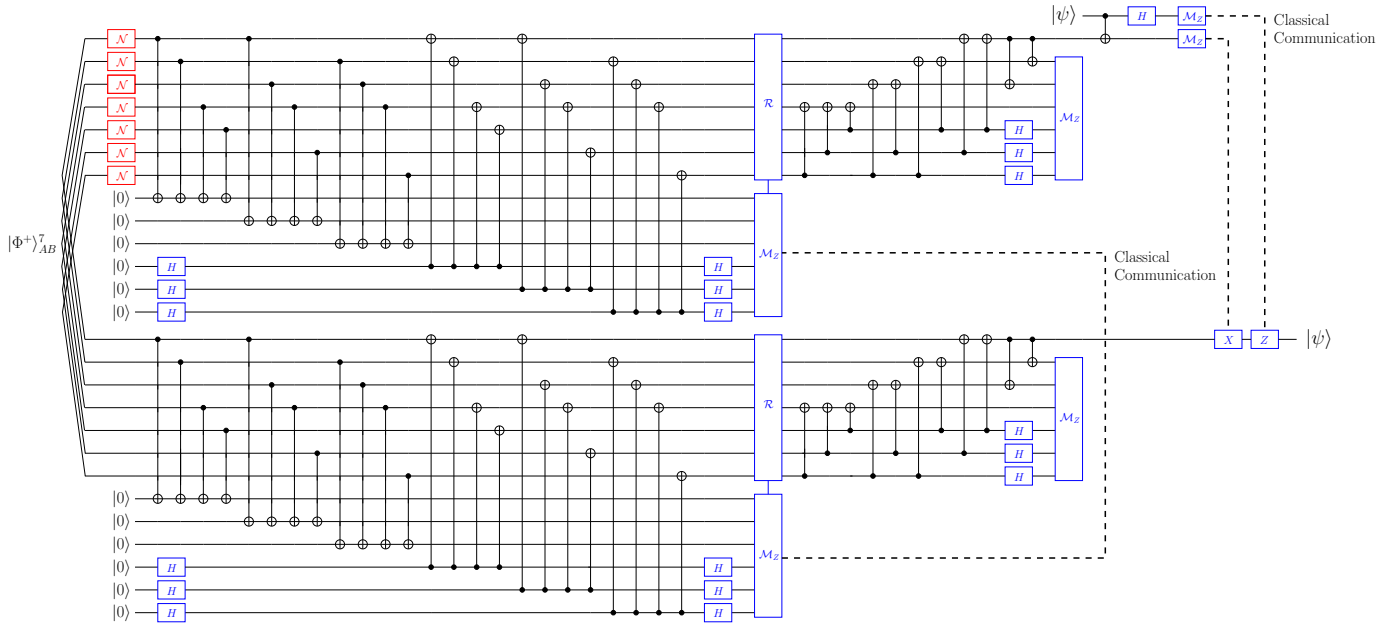 |ψ⟩ H M_Z
Classical
Communication
N M_Z
N
N
N R M_Z
N H
N H
N H
|0⟩
|0⟩
|Φ⁺⟩⁷_AB |0⟩ M_Z
Classical
Communication
|0⟩ H H
|0⟩ H H
|0⟩ H H
X Z |ψ⟩
R M_Z
H
H
H
|0⟩
|0⟩
|0⟩ M_Z
|0⟩ H H
|0⟩ H H
|0⟩ H H